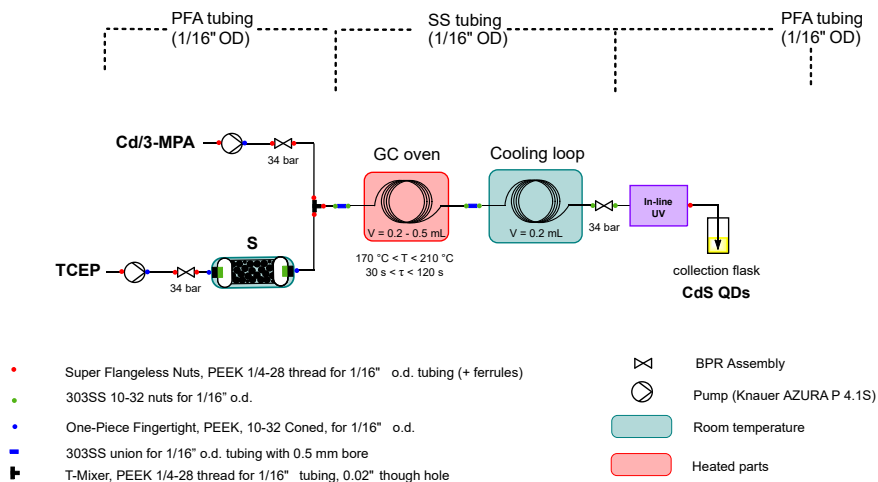 PFA tubing
(1/16" OD)
SS tubing
(1/16" OD)
PFA tubing
(1/16" OD)
Cd/3-MPA
34 bar
GC oven
V = 0.2 - 0.5 mL
170 °C < T < 210 °C
30 s < τ < 120 s
Cooling loop
V = 0.2 mL
34 bar
In-line
UV
collection flask
CdS QDs
S
TCEP
34 bar
Super Flangeless Nuts, PEEK 1/4-28 thread for 1/16" o.d. tubing (+ ferrules)
303SS 10-32 nuts for 1/16” o.d.
One-Piece Fingertight, PEEK, 10-32 Coned, for 1/16" o.d.
303SS union for 1/16” o.d. tubing with 0.5 mm bore
T-Mixer, PEEK 1/4-28 thread for 1/16" tubing, 0.02" though hole
BPR Assembly
Pump (Knauer AZURA P 4.1S)
Room temperature
Heated parts